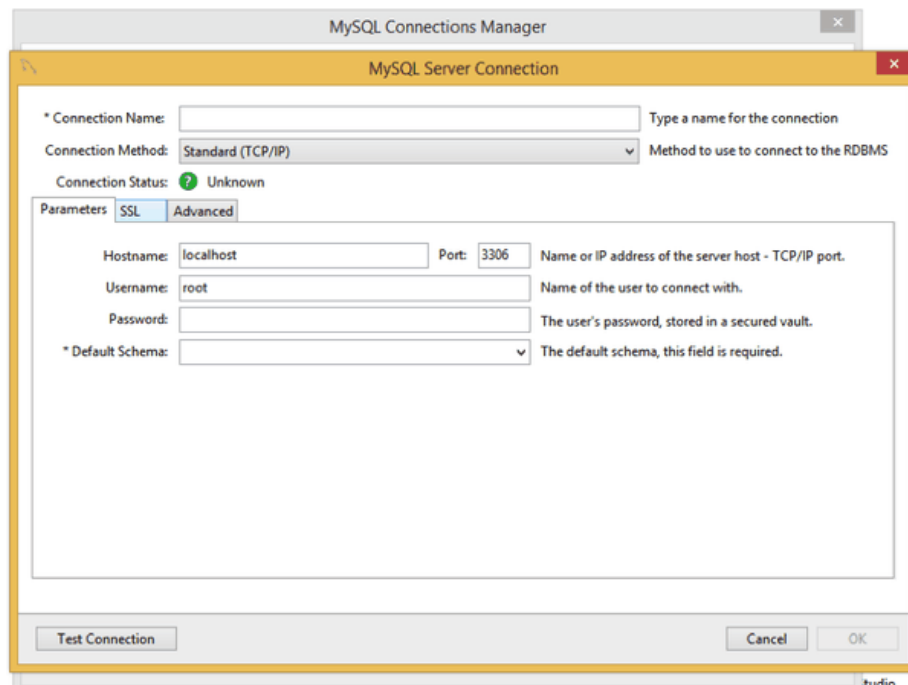 MySQL Connections Manager
MySQL Server Connection
* Connection Name: Type a name for the connection
Connection Method: Standard (TCP/IP) Method to use to connect to the RDBMS
Connection Status: ? Unknown
Parameters SSL Advanced
Hostname: localhost Port: 3306 Name or IP address of the server host - TCP/IP port.
Username: root Name of the user to connect with.
Password: The user's password, stored in a secured vault.
* Default Schema: The default schema, this field is required.
Test Connection Cancel OK